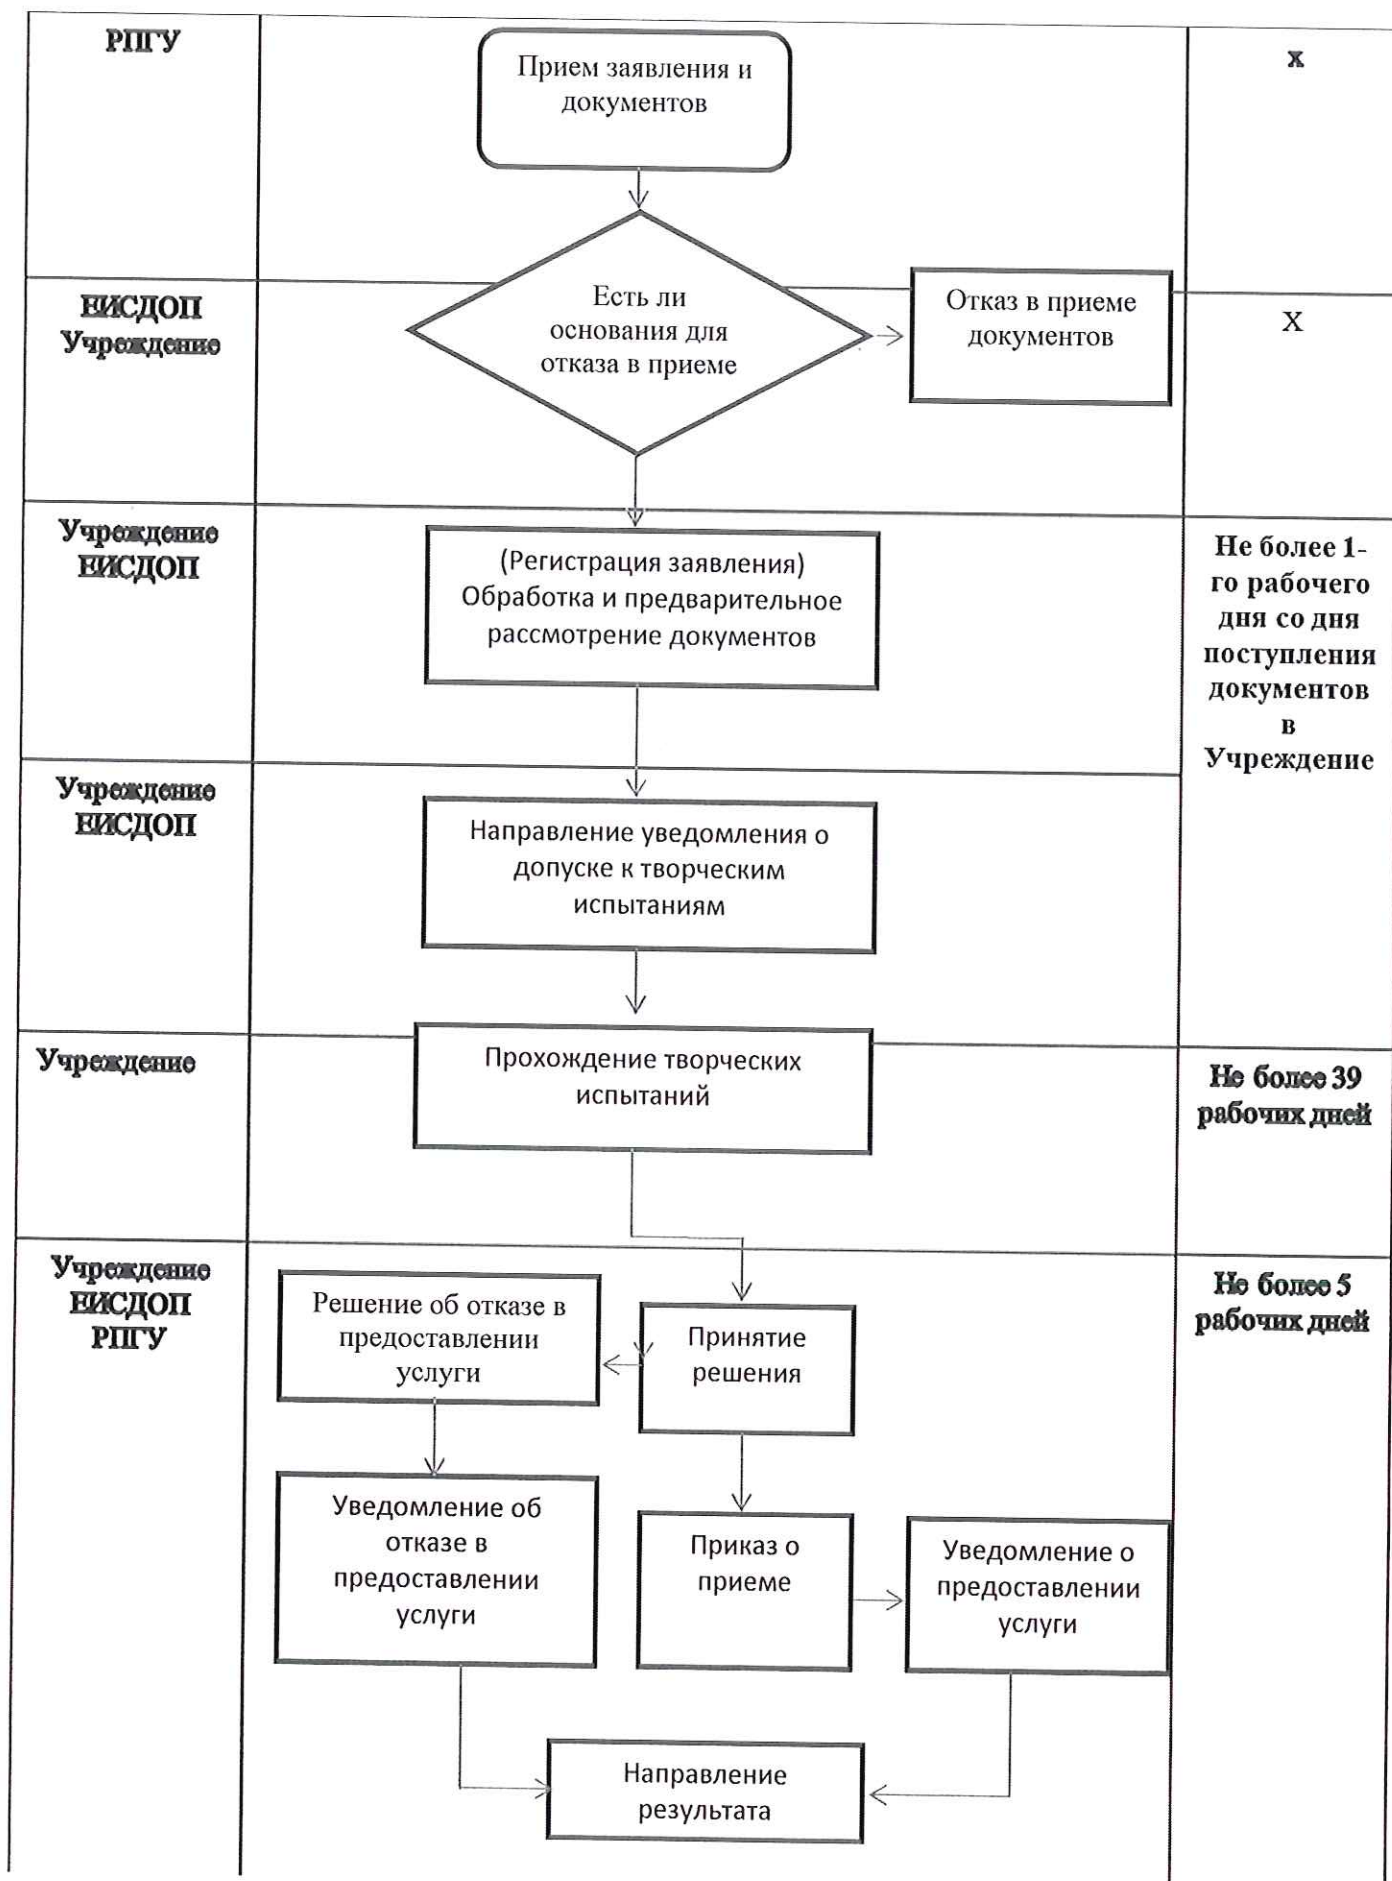 РПГУ
Прием заявления и
документов
х
ЕИСДОП
Учреждение
Есть ли
основания для
отказа в приеме
Отказ в приеме
документов
Х
Учреждение
ЕИСДОП
(Регистрация заявления)
Обработка и предварительное
рассмотрение документов
Не более 1-
го рабочего
дня со дня
поступления
документов
в
Учреждение
Учреждение
ЕИСДОП
Направление уведомления о
допуске к творческим
испытаниям
Учреждение
Прохождение творческих
испытаний
Не более 39
рабочих дней
Учреждение
ЕИСДОП
РПГУ
Решение об отказе в
предоставлении
услуги
Принятие
решения
Не более 5
рабочих дней
Уведомление об
отказе в
предоставлении
услуги
Приказ о
приеме
Уведомление о
предоставлении
услуги
Направление
результата